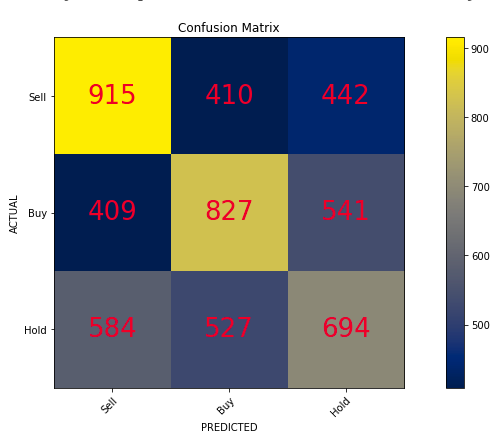 Confusion Matrix
900
Sell
915
410
442
800
700
ACTUAL
Buy
409
827
541
600
500
Hold
584
527
694
Sell
Buy
Hold
PREDICTED